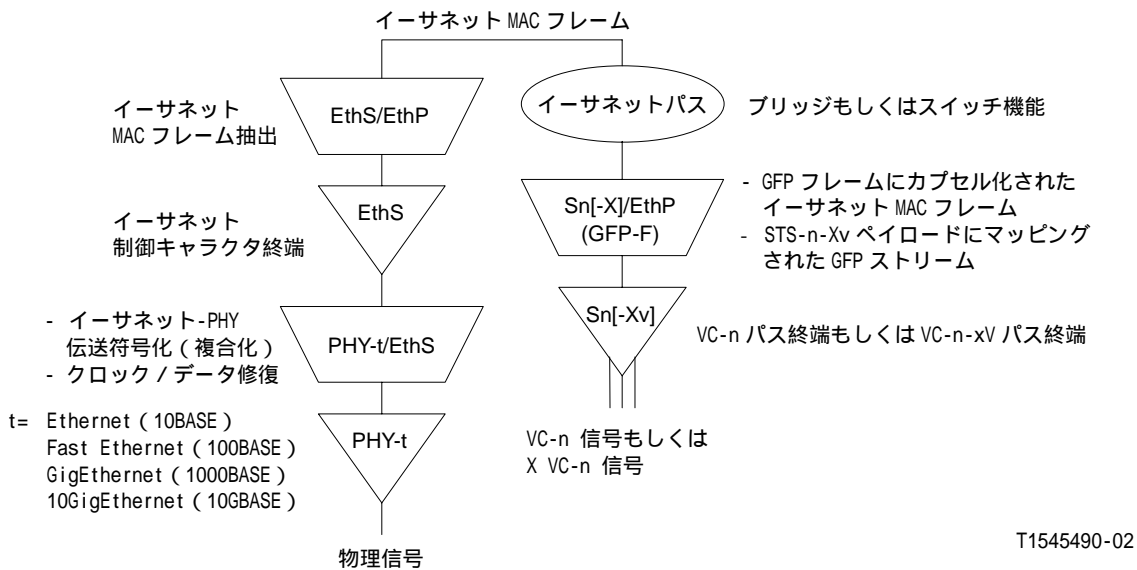 イーサネット MAC フレーム
イーサネット
MAC フレーム抽出
EthS/EthP
イーサネットパス
ブリッジもしくはスイッチ機能
イーサネット
制御キャラクタ終端
EthS
Sn[-X]/EthP
(GFP-F)
- GFP フレームにカプセル化された
イーサネット MAC フレーム
- STS-n-Xv ペイロードにマッピング
された GFP ストリーム
- イーサネット-PHY
伝送符号化(複合化)
- クロック/データ修復
PHY-t/EthS
Sn[-Xv]
VC-n パス終端もしくは VC-n-xV パス終端
t= Ethernet(10BASE)
Fast Ethernet(100BASE)
GigEthernet(1000BASE)
10GigEthernet(10GBASE)
PHY-t
VC-n 信号もしくは
X VC-n 信号
物理信号
T1545490-02